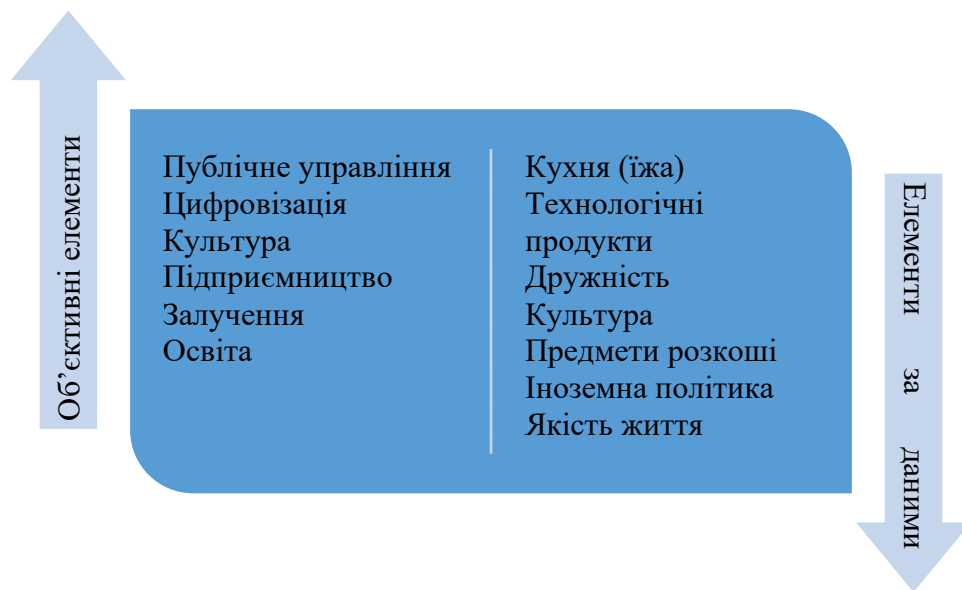 Об’єктивні елементи
Публічне управління
Цифровізація
Культура
Підприємництво
Залучення
Освіта
Кухня (їжа)
Технологічні
продукти
Дружність
Культура
Предмети розкоші
Іноземна політика
Якість життя
Елементи за даними